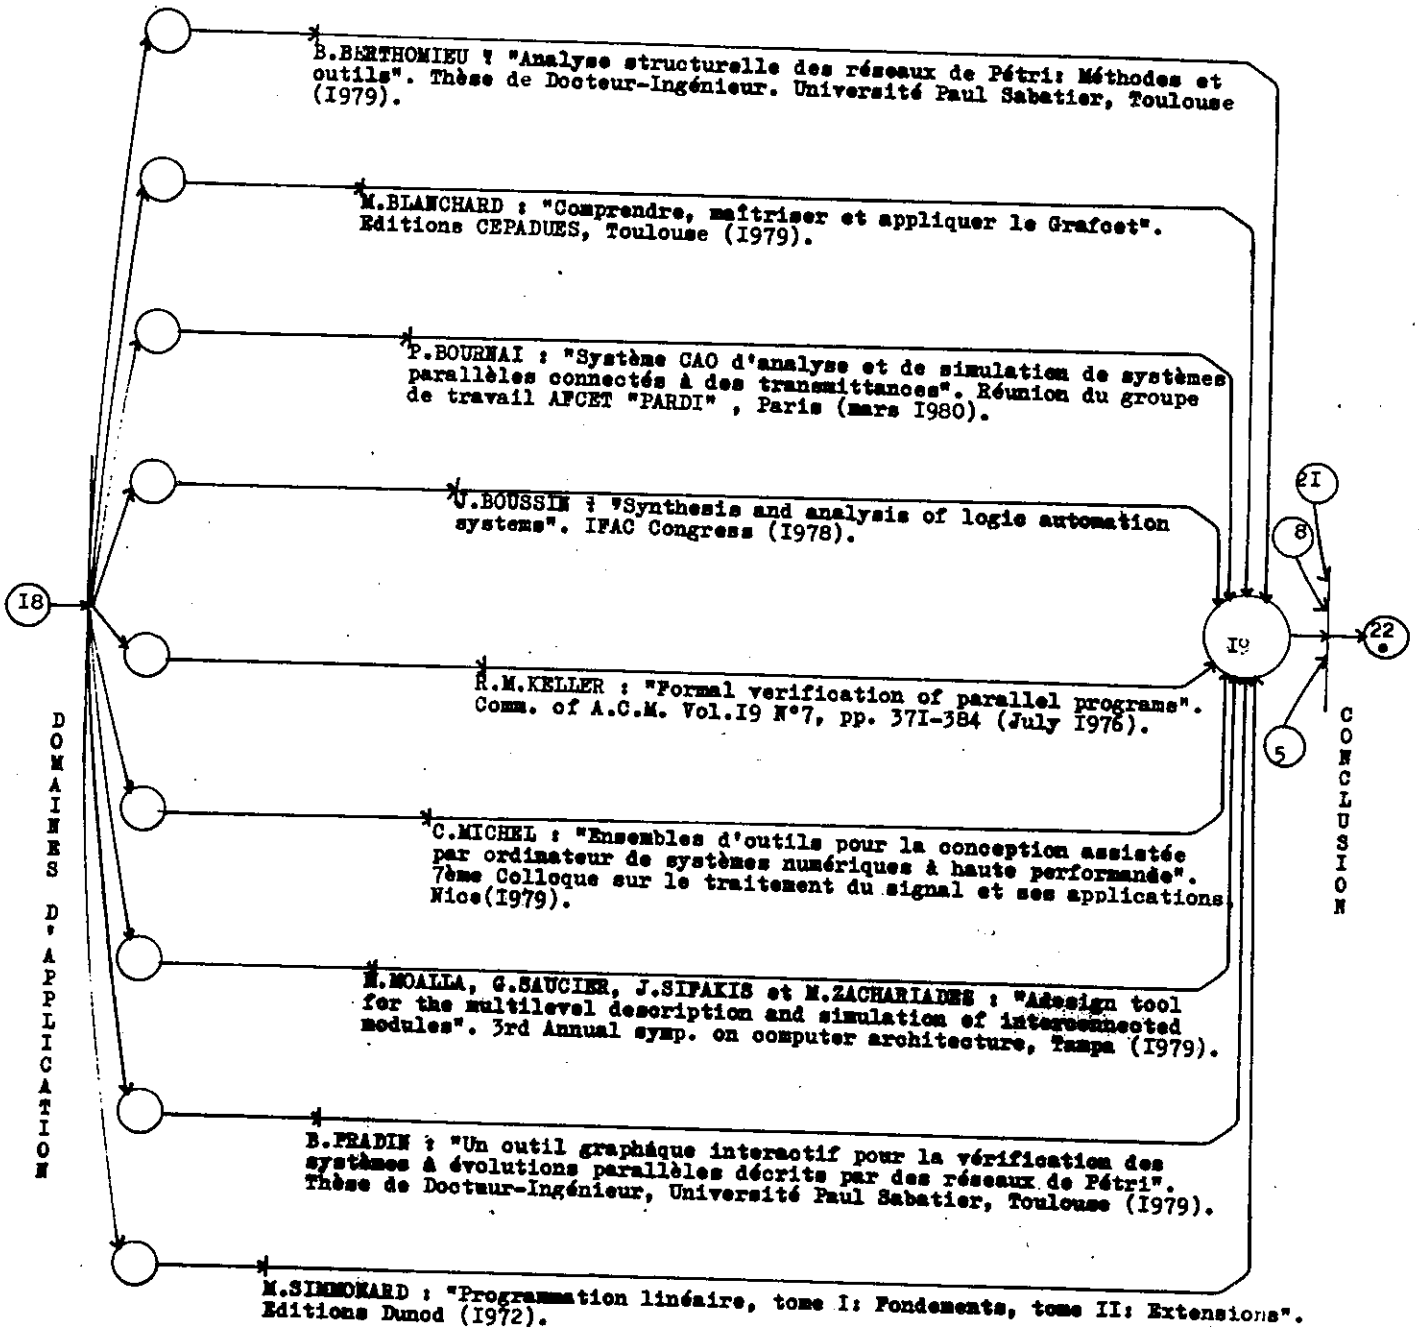 B.BERTHOMIEU : "Analyse structurelle des réseaux de Pétri: Méthodes et
outils". Thèse de Docteur-Ingénieur. Université Paul Sabatier, Toulouse
(I979).
M.BLANCHARD : "Comprendre, maîtriser et appliquer le Grafcet".
Editions CEPADUES, Toulouse (I979).
P.BOURNAI : "Système CAO d'analyse et de simulation de systèmes
parallèles connectés à des transmittances". Réunion du groupe
de travail AFCET "PARDI" , Paris (mars I980).
J.BOUSSIN : "Synthesis and analysis of logic automation
systems". IFAC Congress (I978).
2I
8
I8
I9
22
R.M.KELLER : "Formal verification of parallel programs".
Comm. of A.C.M. Vol.I9 N°7, pp. 37I-384 (July I976).
5
DOMAINES D'APPLICATION
CONCLUSION
C.MICHEL : "Ensembles d'outils pour la conception assistée
par ordinateur de systèmes numériques à haute performande".
7ème Colloque sur le traitement du signal et ses applications
Nice(I979).
M.MOALLA, G.SAUCIER, J.SIFAKIS et M.ZACHARIADES : "Adesign tool
for the multilevel description and simulation of interconnected
modules". 3rd Annual symp. on computer architecture, Tampa (I979).
B.PRADIN : "Un outil grapháque interactif pour la vérification des
systèmes à évolutions parallèles décrits par des réseaux de Pétri".
Thèse de Docteur-Ingénieur, Université Paul Sabatier, Toulouse (I979).
M.SIMMONARD : "Programmation linéaire, tome I: Fondements, tome II: Extensions".
Editions Dunod (I972).